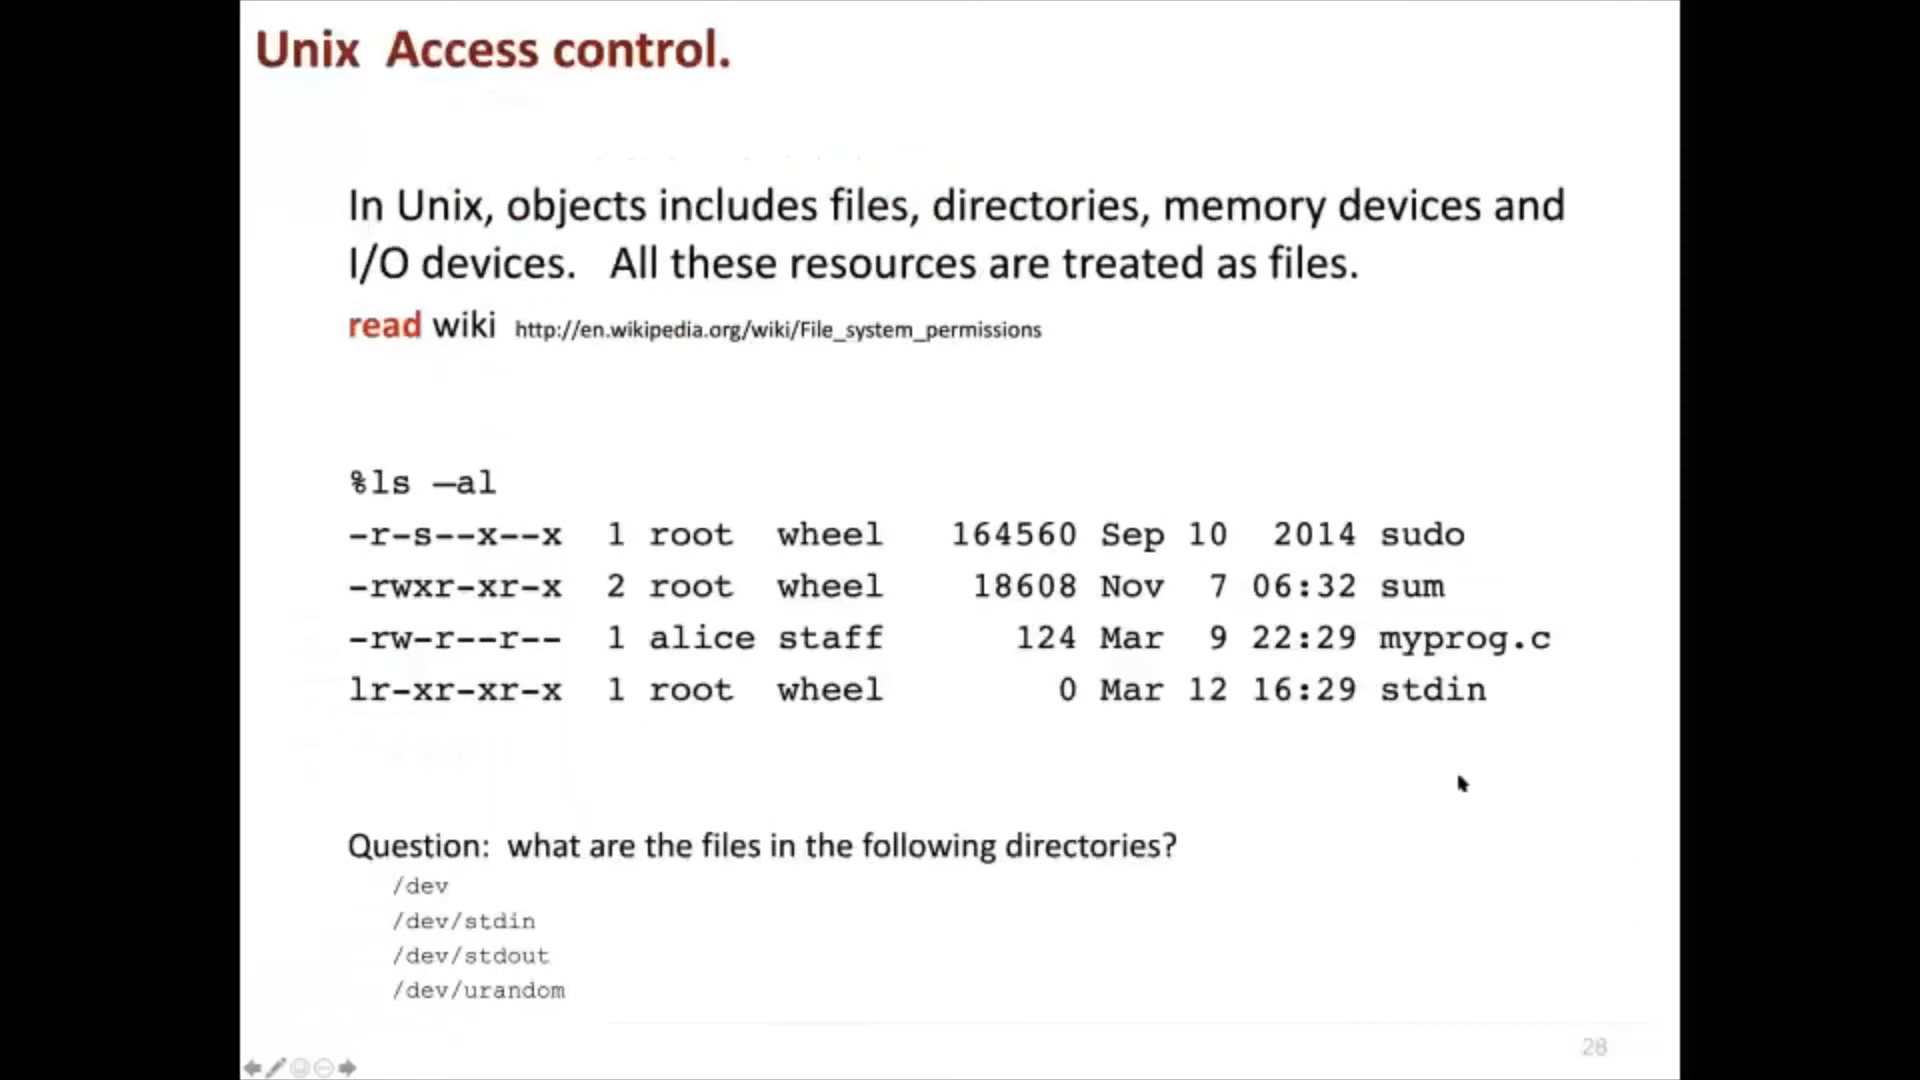 Unix Access control.
In Unix, objects includes files, directories, memory devices and
I/O devices. All these resources are treated as files.
read wiki http://en.wikipedia.org/wiki/File_system_permissions
%ls –al
-r-s--x--x 1 root wheel 164560 Sep 10 2014 sudo
-rwxr-xr-x 2 root wheel 18608 Nov 7 06:32 sum
-rw-r--r-- 1 alice staff 124 Mar 9 22:29 myprog.c
lr-xr-xr-x 1 root wheel 0 Mar 12 16:29 stdin
Question: what are the files in the following directories?
/dev
/dev/stdin
/dev/stdout
/dev/urandom
28